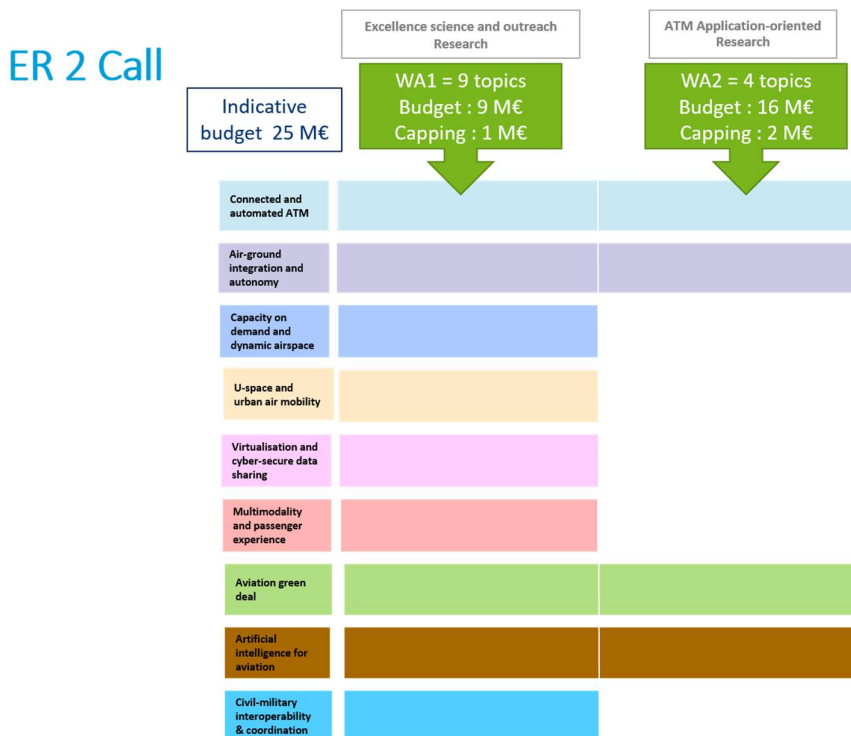 ER 2 Call
Excellence science and outreach
Research
ATM Application-oriented
Research
Indicative
budget 25 M€
WA1 = 9 topics
Budget : 9 M€
Capping : 1 M€
WA2 = 4 topics
Budget : 16 M€
Capping : 2 M€
Connected and
automated ATM
Air-ground
integration and
autonomy
Capacity on
demand and
dynamic airspace
U-space and
urban air mobility
Virtualisation and
cyber-secure data
sharing
Multimodality
and passenger
experience
Aviation green
deal
Artificial
intelligence for
aviation
Civil-military
interoperability
& coordination